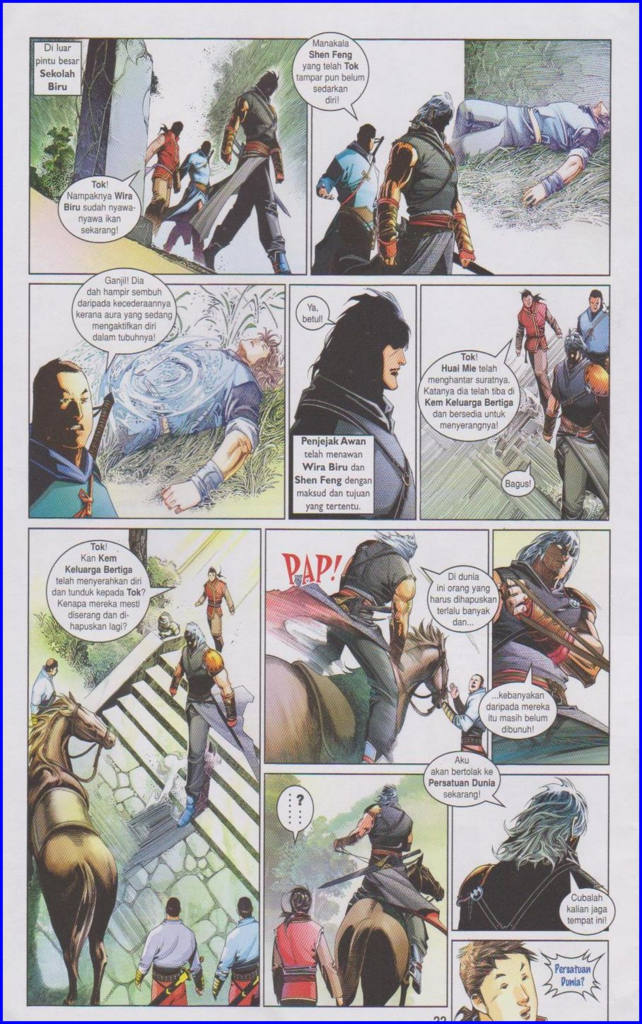 Di luar
pintu besar
Sekolah
Biru
Tok!
Nampaknya Wira
Biru sudah nyawa-
nyawa ikan
sekarang!
Manakala
Shen Feng
yang telah Tok
tampar pun belum
sedarkan
diri!
Ganjil! Dia
dah hampir sembuh
daripada kecederaannya
kerana aura yang sedang
mengaktifkan diri
dalam tubuhnya!
Ya,
betul!
Penjejak Awan
telah menawan
Wira Biru dan
Shen Feng dengan
maksud dan tujuan
yang tertentu.
Tok!
Huai Mie telah
menghantar suratnya.
Katanya dia telah tiba di
Kem Keluarga Bertiga
dan bersedia untuk
menyerangnya!
Bagus!
Tok!
Kan Kem
Keluarga Bertiga
telah menyerahkan diri
dan tunduk kepada Tok?
Kenapa mereka mesti
diserang dan di-
hapuskan lagi?
PAP!
Di dunia
ini orang yang
harus dihapuskan
terlalu banyak
dan...
...kebanyakan
daripada mereka
itu masih belum
dibunuh!
?
Aku
akan bertolak ke
Persatuan Dunia
sekarang!
Cubalah
kalian jaga
tempat ini!
Persatuan
Dunia?